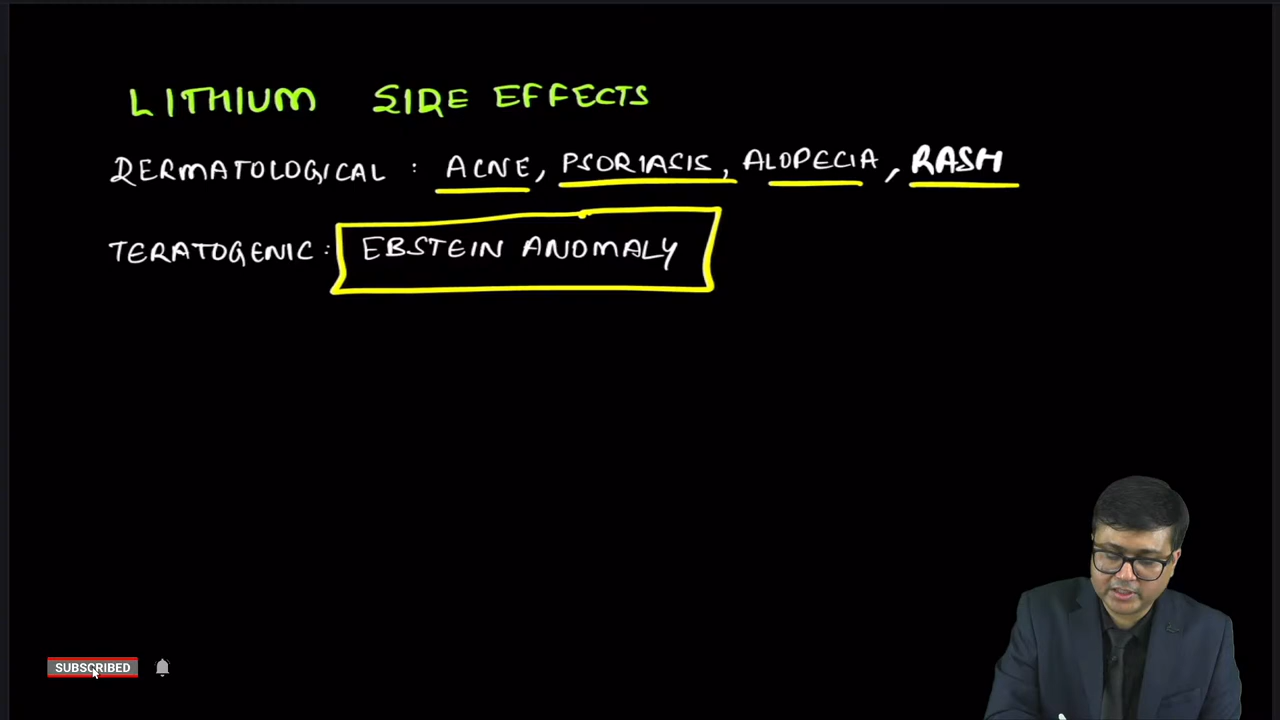 LITHIUM SIDE EFFECTS
DERMATOLOGICAL : ACNE, PSORIASIS, ALOPECIA, RASH
TERATOGENIC: EBSTEIN ANOMALY
SUBSCRIBED